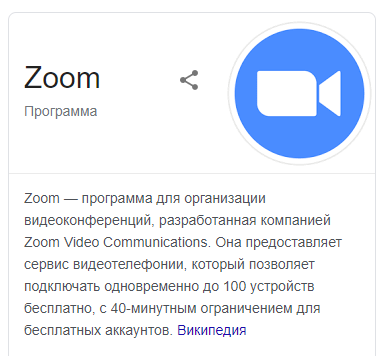 Zoom
Программа
Zoom — программа для организации
видеоконференций, разработанная компанией
Zoom Video Communications. Она предоставляет
сервис видеотелефонии, который позволяет
подключать одновременно до 100 устройств
бесплатно, с 40-минутным ограничением для
бесплатных аккаунтов. Википедия